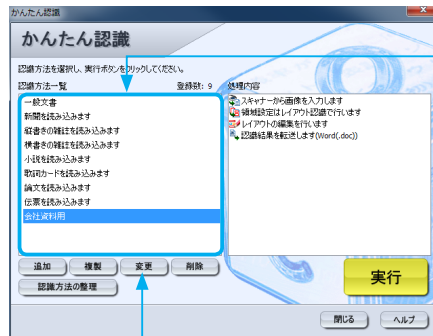 かんたん認識
かんたん認識
認識方法を選択し、実行ボタンをクリックしてください。
認識方法一覧 登録数: 9 処理内容
一般文書
新聞を読み込みます
縦書きの雑誌を読み込みます
横書きの雑誌を読み込みます
小説を読み込みます
歌詞カードを読み込みます
論文を読み込みます
伝票を読み込みます
会社資料用
スキャナーから画像を入力します
領域設定はレイアウト認識で行います
レイアウトの編集を行います
認識結果を転送します(Word(.doc))
追加 複製 変更 削除
認識方法の整理
実行
閉じる ヘルプ